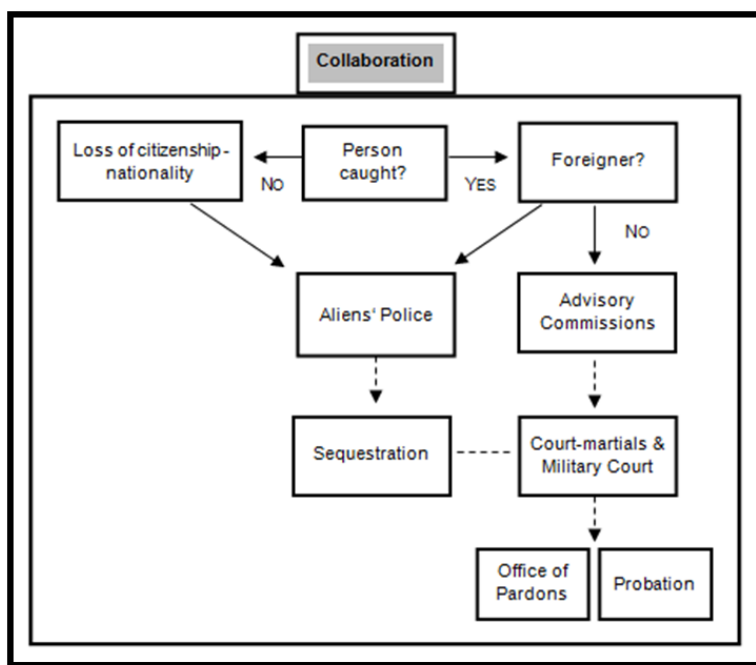 Collaboration
Loss of citizenship-
nationality
Person
caught?
Foreigner?
NO
YES
NO
Aliens‘ Police
Advisory
Commissions
Sequestration
Court-martials &
Military Court
Office of
Pardons
Probation